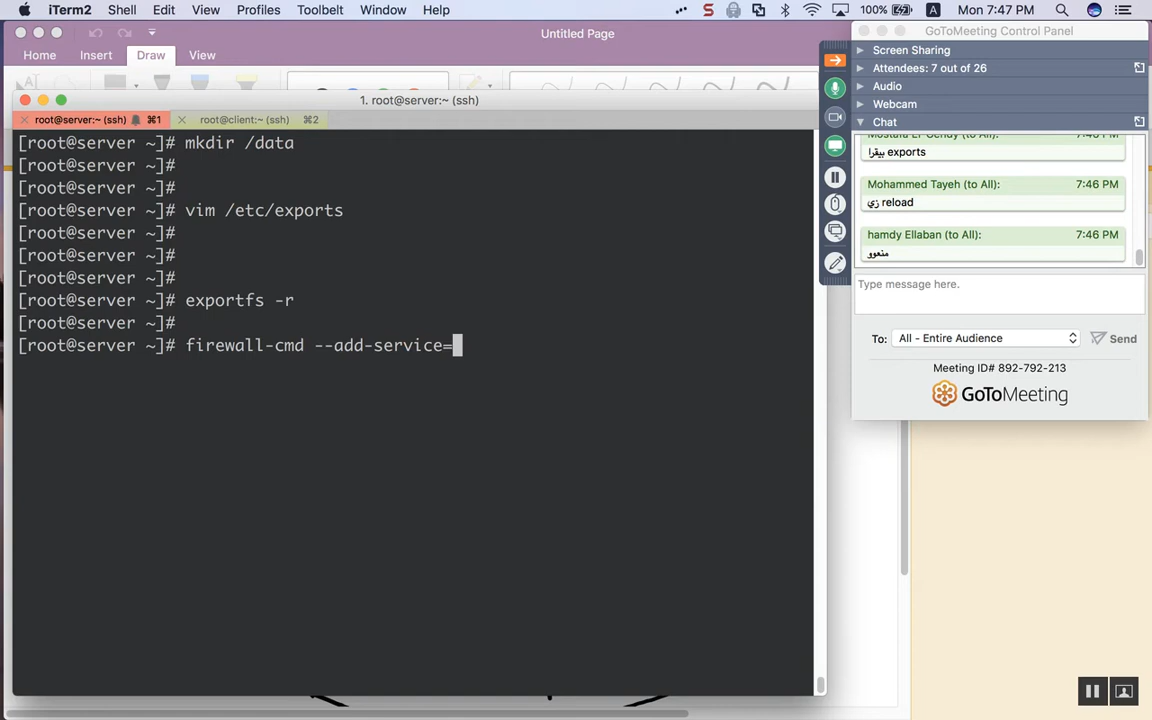 iTerm2 Shell Edit View Profiles Toolbelt Window Help
100% A Mon 7:47 PM
Untitled Page
Home Insert Draw View
GoToMeeting Control Panel
Screen Sharing
Attendees: 7 out of 26
Audio
Webcam
Chat
بيقرا exports
Mohammed Tayeh (to All): 7:46 PM
زي reload
hamdy Ellaban (to All): 7:46 PM
منعوو
Type message here.
To: All - Entire Audience Send
Meeting ID# 892-792-213
GoToMeeting
1. root@server:~ (ssh)
root@server:~ (ssh) ⌘1 root@client:~ (ssh) ⌘2
[root@server ~]# mkdir /data
[root@server ~]#
[root@server ~]#
[root@server ~]# vim /etc/exports
[root@server ~]#
[root@server ~]#
[root@server ~]#
[root@server ~]# exportfs -r
[root@server ~]#
[root@server ~]# firewall-cmd --add-service=